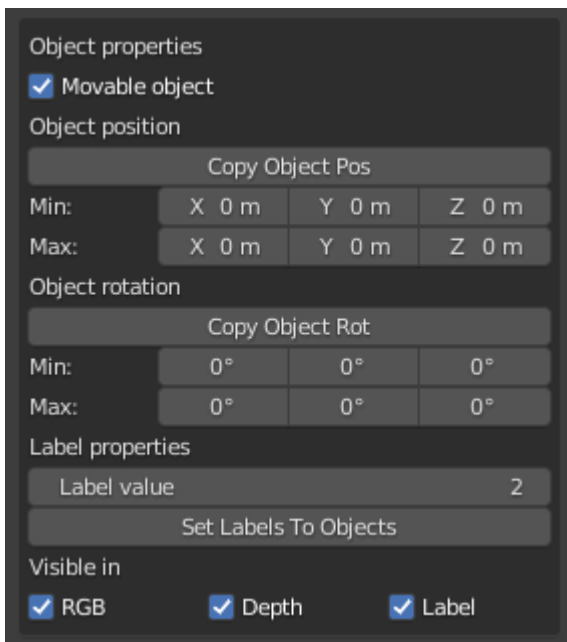 Object properties
Movable object
Object position
Copy Object Pos
Min: X 0 m Y 0 m Z 0 m
Max: X 0 m Y 0 m Z 0 m
Object rotation
Copy Object Rot
Min: 0° 0° 0°
Max: 0° 0° 0°
Label properties
Label value 2
Set Labels To Objects
Visible in
RGB Depth Label